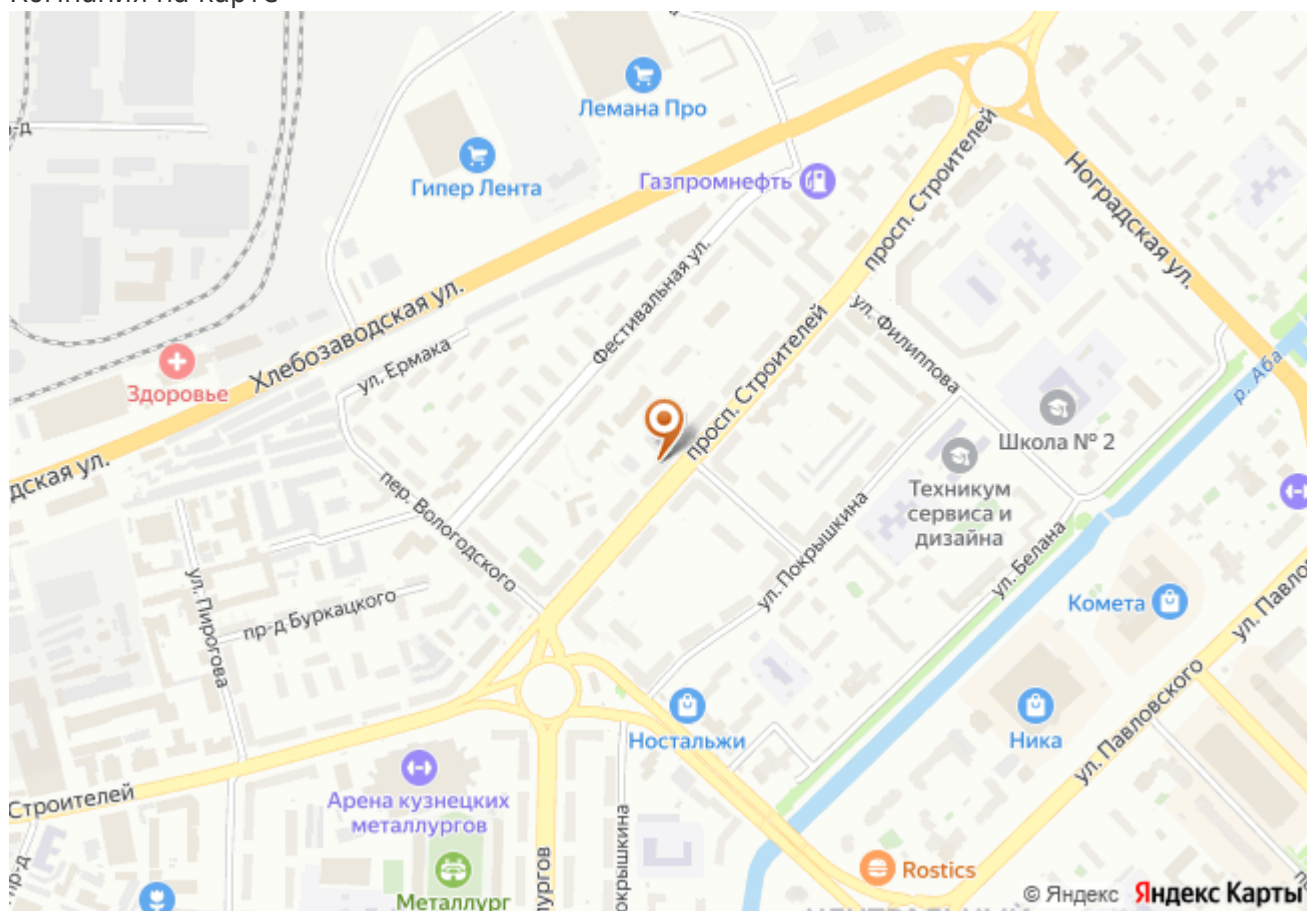 Лемана Про
Гипер Лента
Газпромнефть
просп. Строителей
Ноградская ул.
Фестивальная ул.
Хлебозаводская ул.
ул. Ермака
Здоровье
просп. Строителей
ул. Филиппова
р. Аба
Школа № 2
Техникум
сервиса и
дизайна
дская ул.
пер. Вологодского
ул. Покрышкина
ул. Белана
ул. Пирогова
пр-д Буркацкого
Комета
ул. Павловского
Ностальжи
Ника
ул. Павло
Строителей
Арена кузнецких
металлургов
Металлург
Rostics
© Яндекс Яндекс Карты